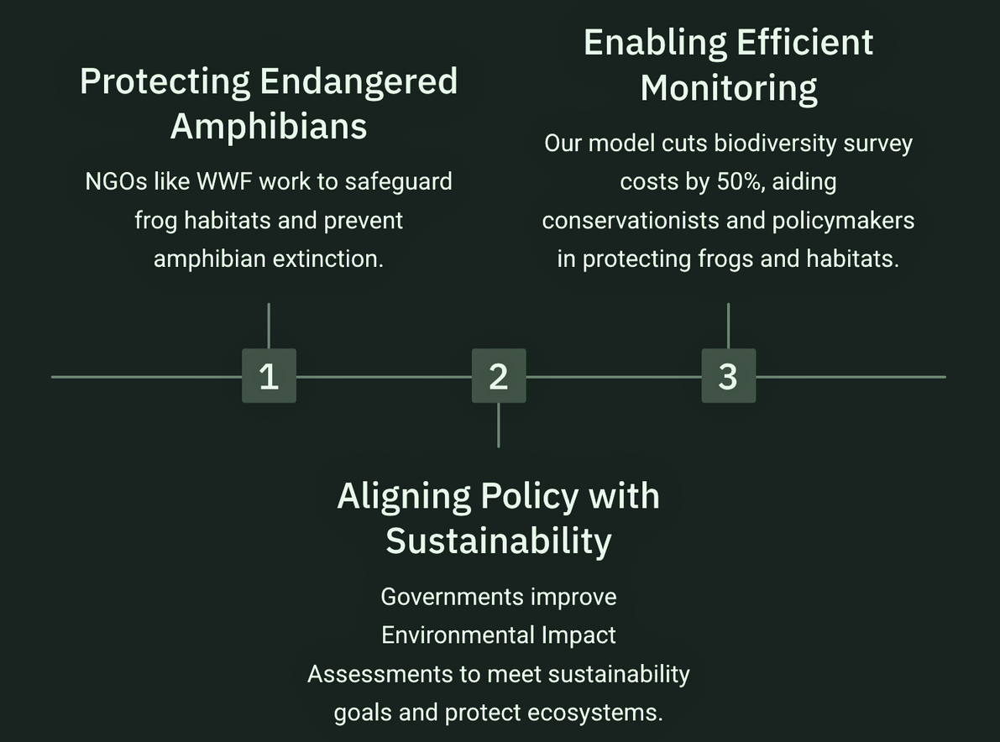 Protecting Endangered
Amphibians
NGOs like WWF work to safeguard
frog habitats and prevent
amphibian extinction.
Enabling Efficient
Monitoring
Our model cuts biodiversity survey
costs by 50%, aiding
conservationists and policymakers
in protecting frogs and habitats.
1
2
3
Aligning Policy with
Sustainability
Governments improve
Environmental Impact
Assessments to meet sustainability
goals and protect ecosystems.